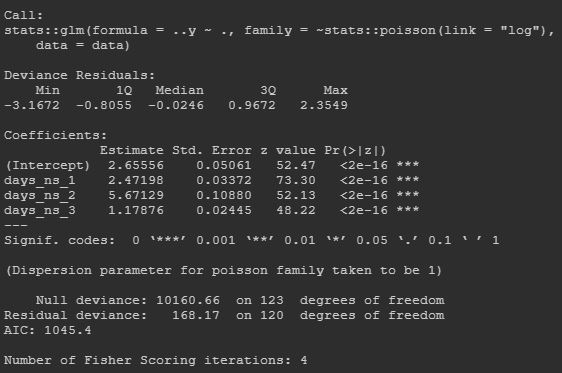 Call:
stats::glm(formula = ..y ~ ., family = ~stats::poisson(link = "log"),
    data = data)

Deviance Residuals:
    Min       1Q   Median       3Q      Max
-3.1672  -0.8055  -0.0246   0.9672   2.3549

Coefficients:
            Estimate Std. Error z value Pr(>|z|)
(Intercept)  2.65556    0.05061   52.47   <2e-16 ***
days_ns_1    2.47198    0.03372   73.30   <2e-16 ***
days_ns_2    5.67129    0.10880   52.13   <2e-16 ***
days_ns_3    1.17876    0.02445   48.22   <2e-16 ***
---
Signif. codes:  0 ‘***’ 0.001 ‘**’ 0.01 ‘*’ 0.05 ‘.’ 0.1 ‘ ’ 1

(Dispersion parameter for poisson family taken to be 1)

    Null deviance: 10160.66  on 123  degrees of freedom
Residual deviance:   168.17  on 120  degrees of freedom
AIC: 1045.4

Number of Fisher Scoring iterations: 4